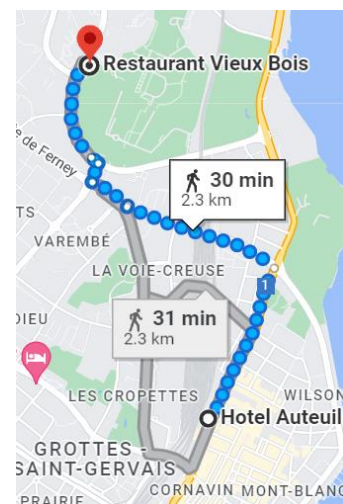 Restaurant Vieux Bois
e de Ferney
30 min
2.3 km
TS
VAREMBÉ
LA VOIE-CREUSE
1
31 min
2.3 km
DIEU
LES CROPETTES
WILSON
Hotel Auteuil
GROTTES -
SAINT-GERVAIS
CORNAVIN
MONT-BLANC
PRAIRIE